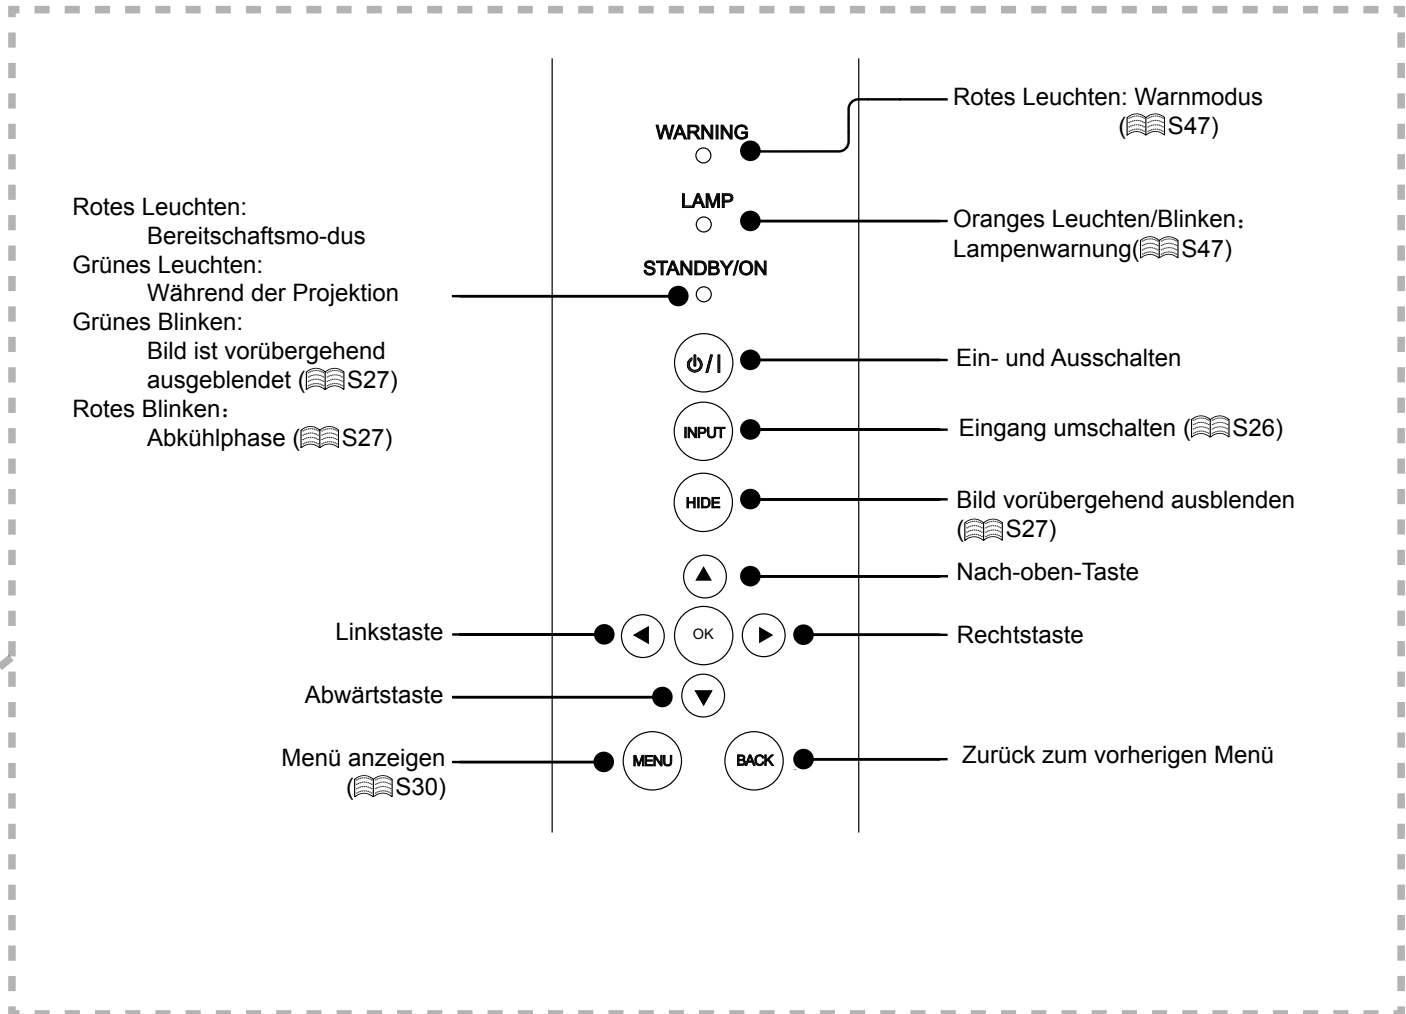 Rotes Leuchten: Warnmodus
(S47)
WARNING
LAMP
Oranges Leuchten/Blinken:
Lampenwarnung(S47)
Rotes Leuchten:
Bereitschaftsmo-dus
Grünes Leuchten:
Während der Projektion
Grünes Blinken:
Bild ist vorübergehend
ausgeblendet (S27)
Rotes Blinken:
Abkühlphase (S27)
STANDBY/ON
⏻/I
Ein- und Ausschalten
INPUT
Eingang umschalten (S26)
HIDE
Bild vorübergehend ausblenden
(S27)
Nach-oben-Taste
Linkstaste
OK
Rechtstaste
Abwärtstaste
Menü anzeigen
(S30)
MENU
BACK
Zurück zum vorherigen Menü